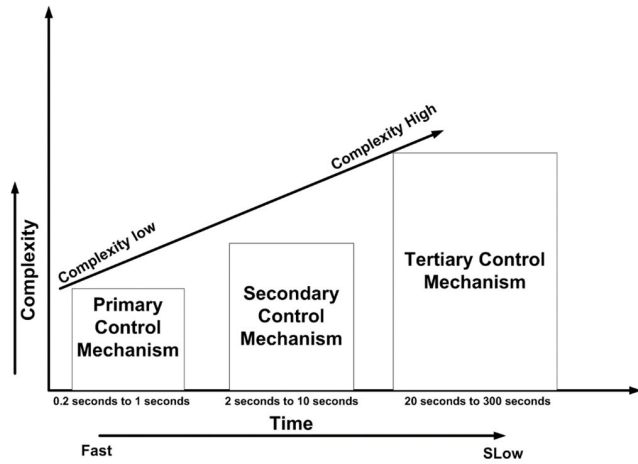 Complexity High
Complexity low
Complexity
Primary
Control
Mechanism
Secondary
Control
Mechanism
Tertiary Control
Mechanism
0.2 seconds to 1 seconds
2 seconds to 10 seconds
20 seconds to 300 seconds
Time
Fast
SLow